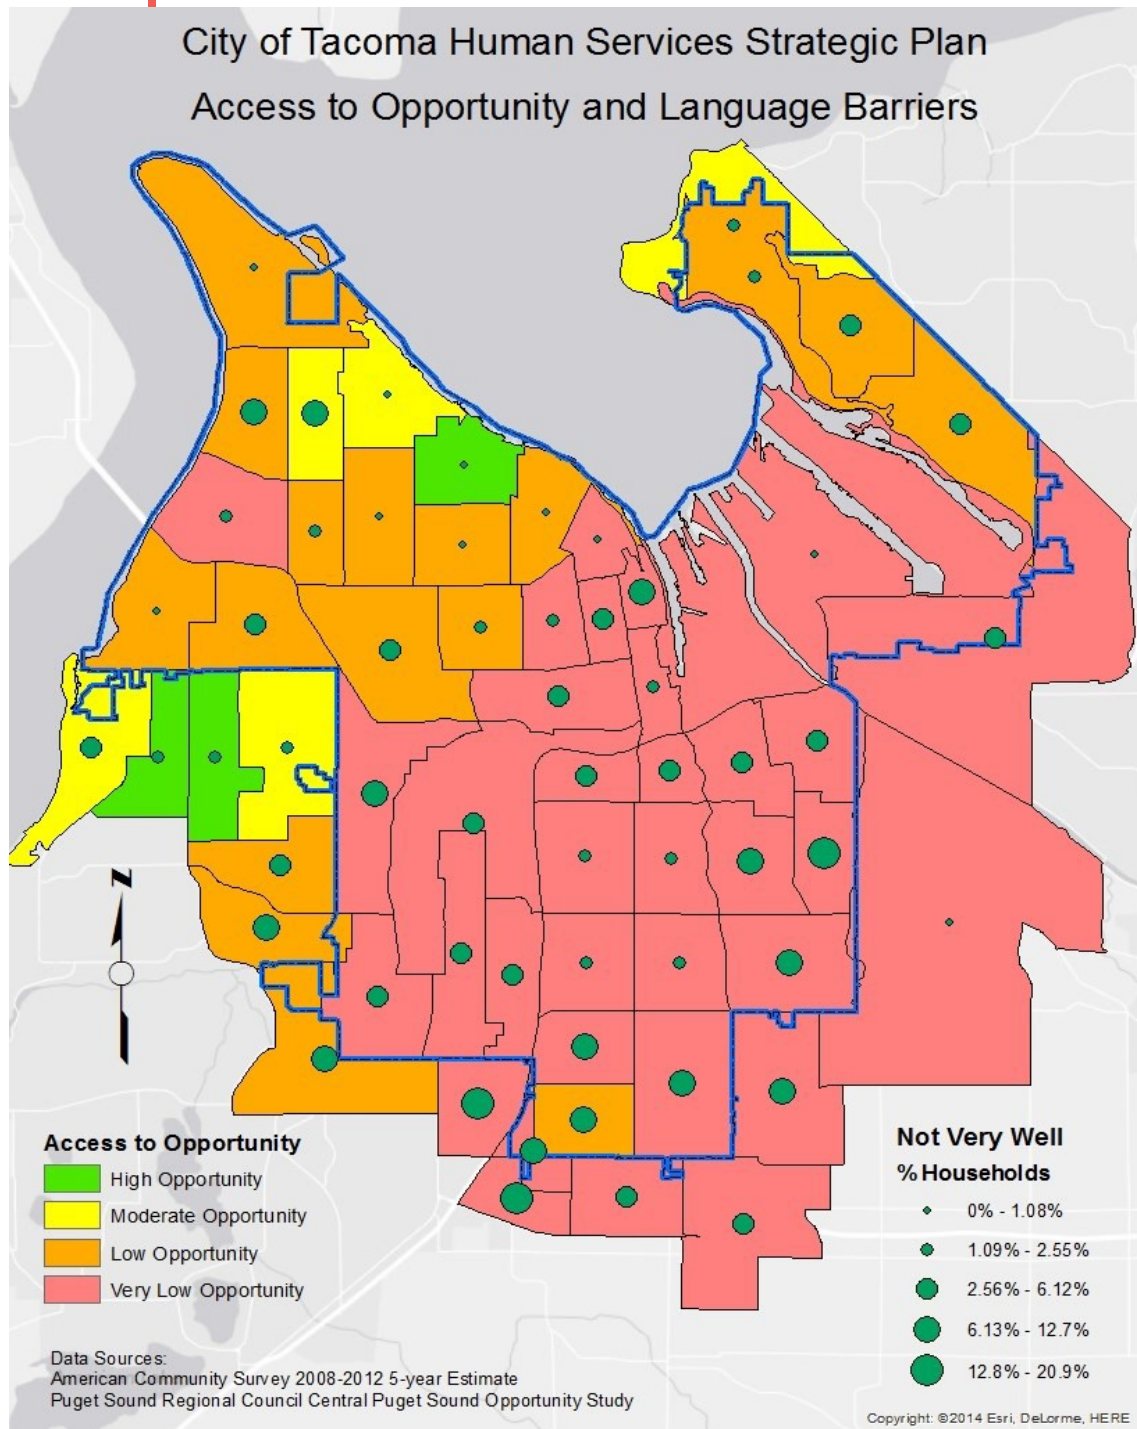 City of Tacoma Human Services Strategic Plan
Access to Opportunity and Language Barriers
N
Access to Opportunity
High Opportunity
Moderate Opportunity
Low Opportunity
Very Low Opportunity
Not Very Well
% Households
0% - 1.08%
1.09% - 2.55%
2.56% - 6.12%
6.13% - 12.7%
12.8% - 20.9%
Data Sources:
American Community Survey 2008-2012 5-year Estimate
Puget Sound Regional Council Central Puget Sound Opportunity Study
Copyright: ©2014 Esri, DeLorme, HERE